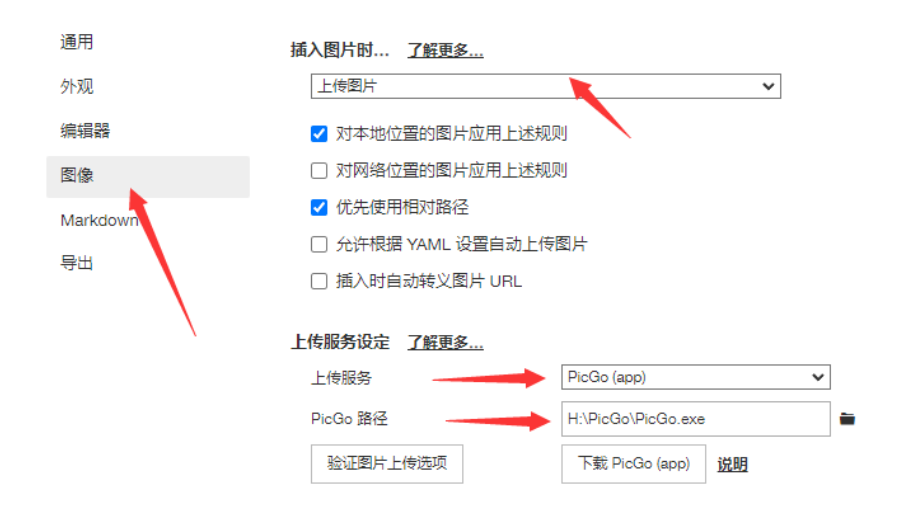 通用
外观
编辑器
图像
Markdown
导出
插入图片时... 了解更多...
上传图片
对本地位置的图片应用上述规则
对网络位置的图片应用上述规则
优先使用相对路径
允许根据 YAML 设置自动上传图片
插入时自动转义图片 URL
上传服务设定 了解更多...
上传服务 PicGo (app)
PicGo 路径 H:\PicGo\PicGo.exe
验证图片上传选项 下载 PicGo (app) 说明